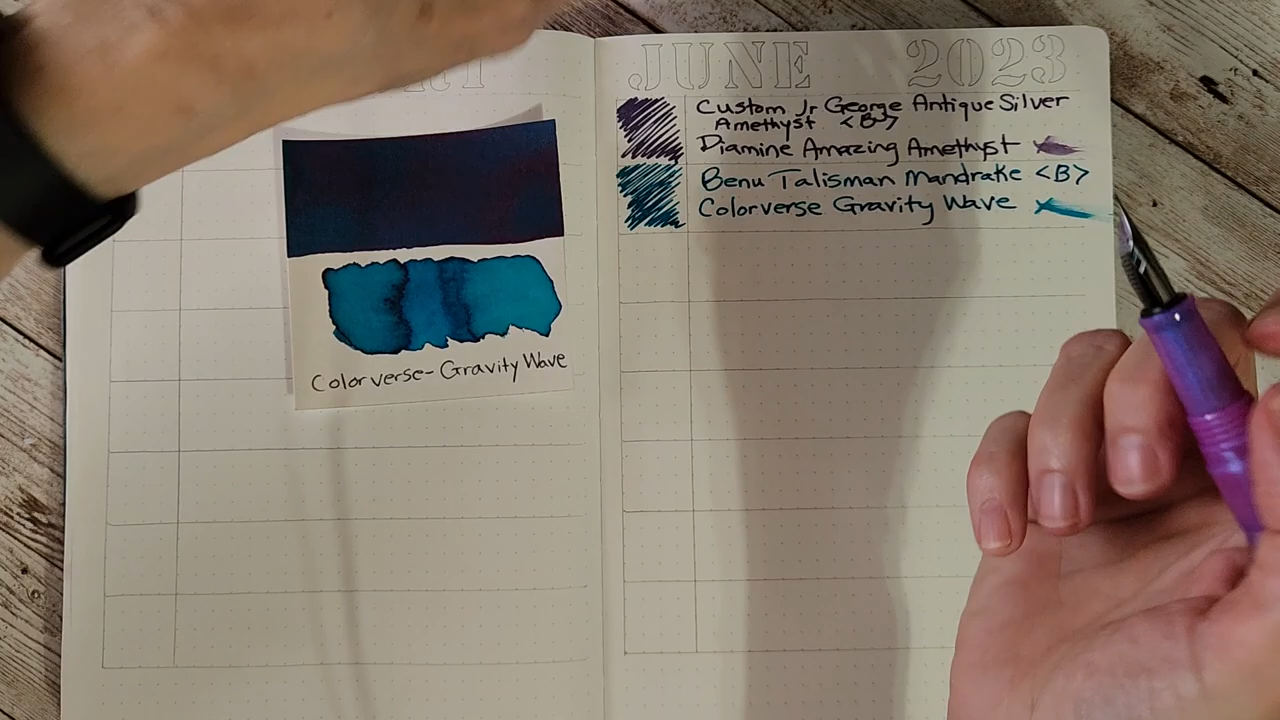 JUNE 2023
Custom Jr George Antique Silver
Amethyst <B>
Diamine Amazing Amethyst
Benu Talisman Mandrake <B>
Colorverse Gravity Wave
Colorverse- Gravity Wave